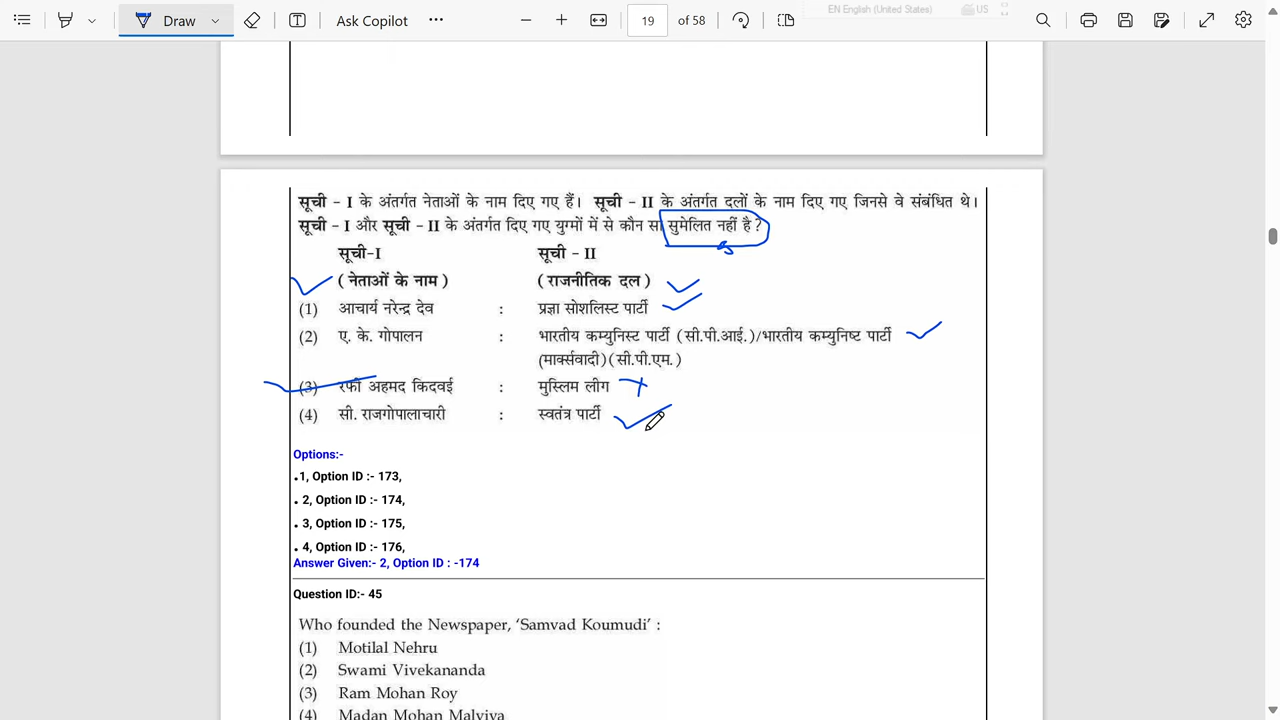 Draw
Ask Copilot
19 of 58
EN English (United States) US
सूची - I के अंतर्गत नेताओं के नाम दिए गए हैं। सूची - II के अंतर्गत दलों के नाम दिए गए जिनसे वे संबंधित थे।
सूची - I और सूची - II के अंतर्गत दिए गए युग्मों में से कौन सा सुमेलित नहीं है ?
सूची-I सूची - II
( नेताओं के नाम ) ( राजनीतिक दल )
(1) आचार्य नरेन्द्र देव : प्रज्ञा सोशलिस्ट पार्टी
(2) ए. के. गोपालन : भारतीय कम्युनिस्ट पार्टी (सी.पी.आई.)/भारतीय कम्युनिष्ट पार्टी
(मार्क्सवादी) (सी.पी.एम.)
(3) रफी अहमद किदवई : मुस्लिम लीग
(4) सी. राजगोपालाचारी : स्वतंत्र पार्टी
Options:-
.1, Option ID :- 173,
. 2, Option ID :- 174,
. 3, Option ID :- 175,
. 4, Option ID :- 176,
Answer Given:- 2, Option ID : -174
Question ID:- 45
Who founded the Newspaper, 'Samvad Koumudi' :
(1) Motilal Nehru
(2) Swami Vivekananda
(3) Ram Mohan Roy
(4) Madan Mohan Malviya